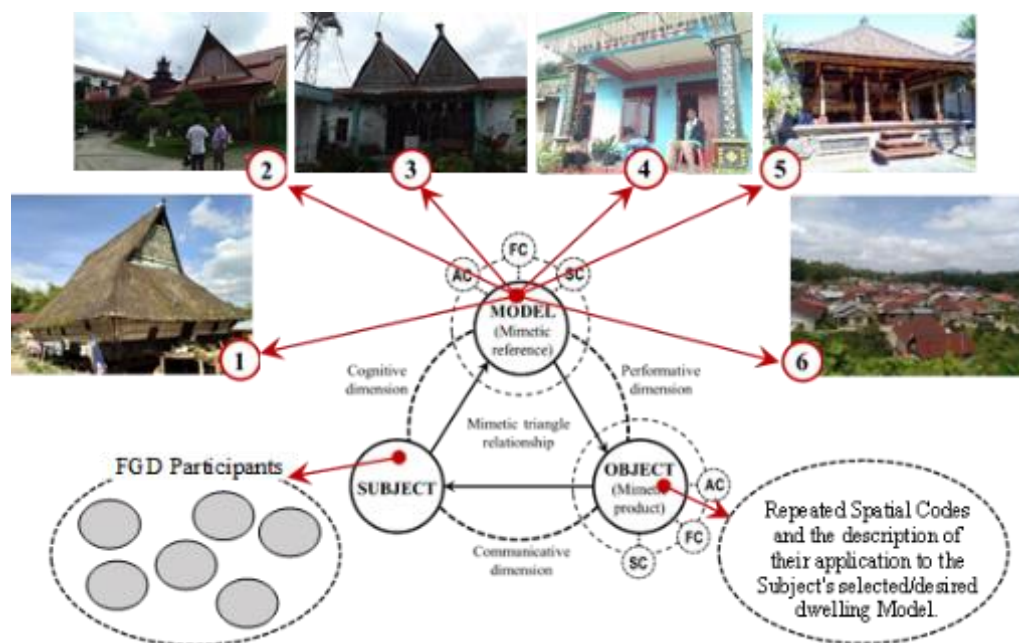 2
3
4
5
1
6
AC
FC
SC
MODEL
(Mimetic
reference)
Cognitive
dimension
Performative
dimension
Mimetic triangle
relationship
FGD Participants
SUBJECT
OBJECT
(Mimetic
product)
AC
FC
SC
Communicative
dimension
Repeated Spatial Codes
and the description of
their application to the
Subject's selected/desired
dwelling Model.